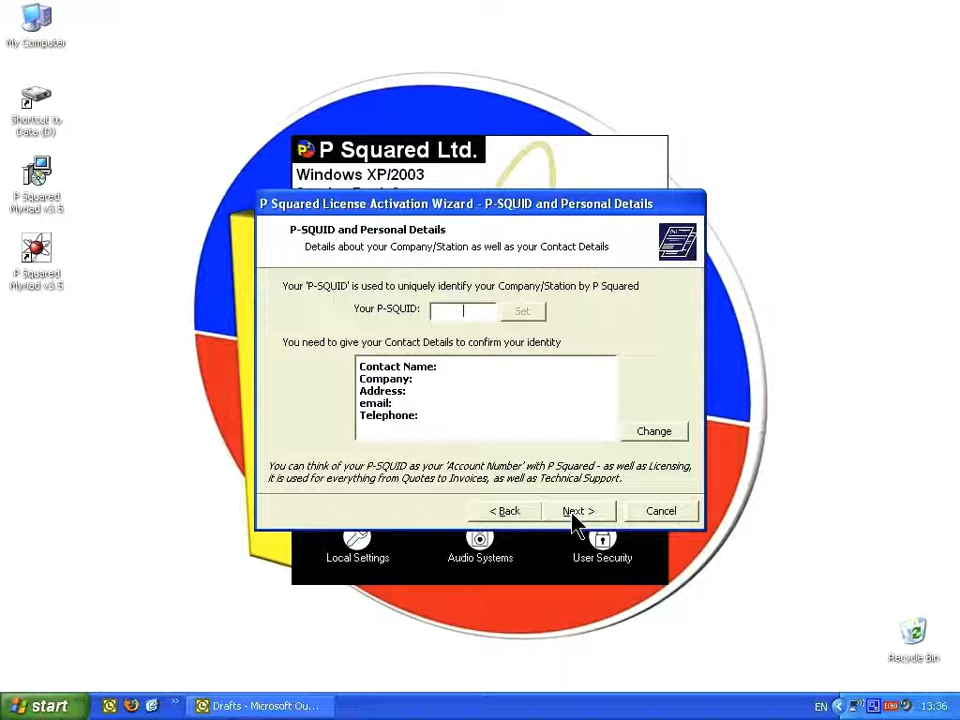 My Computer
Shortcut to
Data (D)
P Squared
Myriad v3.5
P Squared
Myriad v3.5
P Squared Ltd.
Windows XP/2003
P Squared License Activation Wizard - P-SQUID and Personal Details
P-SQUID and Personal Details
Details about your Company/Station as well as your Contact Details
Your 'P-SQUID' is used to uniquely identify your Company/Station by P Squared
Your P-SQUID:
Set
You need to give your Contact Details to confirm your identity
Contact Name:
Company:
Address:
email:
Telephone:
Change
You can think of your P-SQUID as your 'Account Number' with P Squared - as well as Licensing,
it is used for everything from Quotes to Invoices, as well as Technical Support.
< Back
Next >
Cancel
Local Settings
Audio Systems
User Security
Recycle Bin
start
Drafts - Microsoft Ou...
EN
13:36